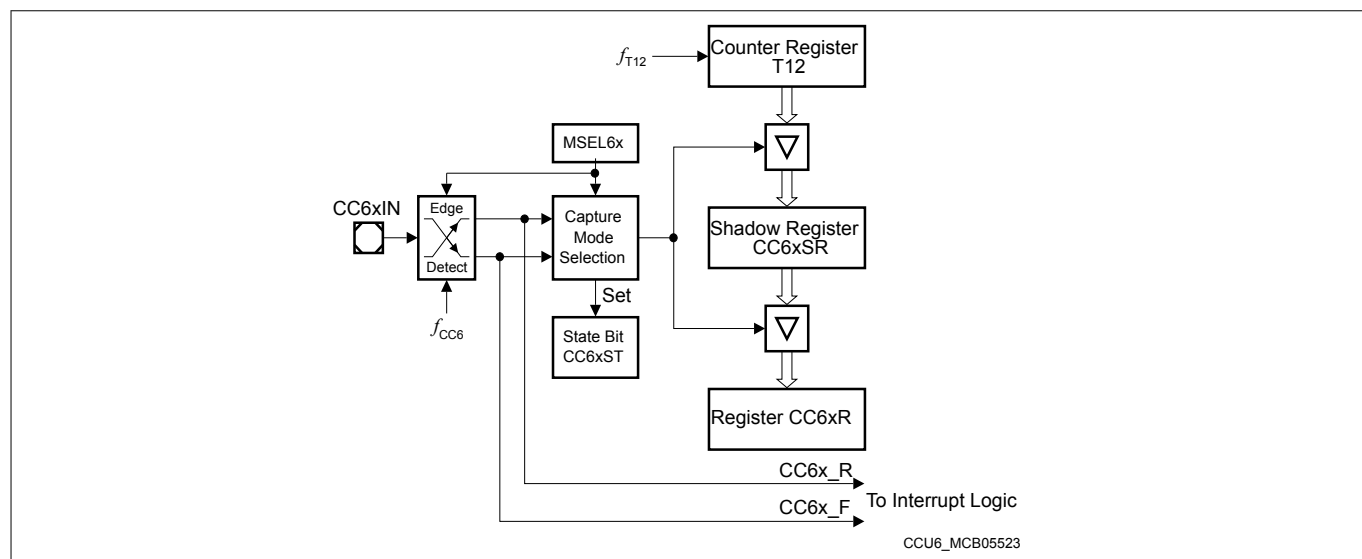 Counter Register
T12
fT12
MSEL6x
CC6xIN
Edge
Detect
Capture
Mode
Selection
Shadow Register
CC6xSR
Set
fCC6
State Bit
CC6xST
Register CC6xR
CC6x_R
To Interrupt Logic
CC6x_F
CCU6_MCB05523